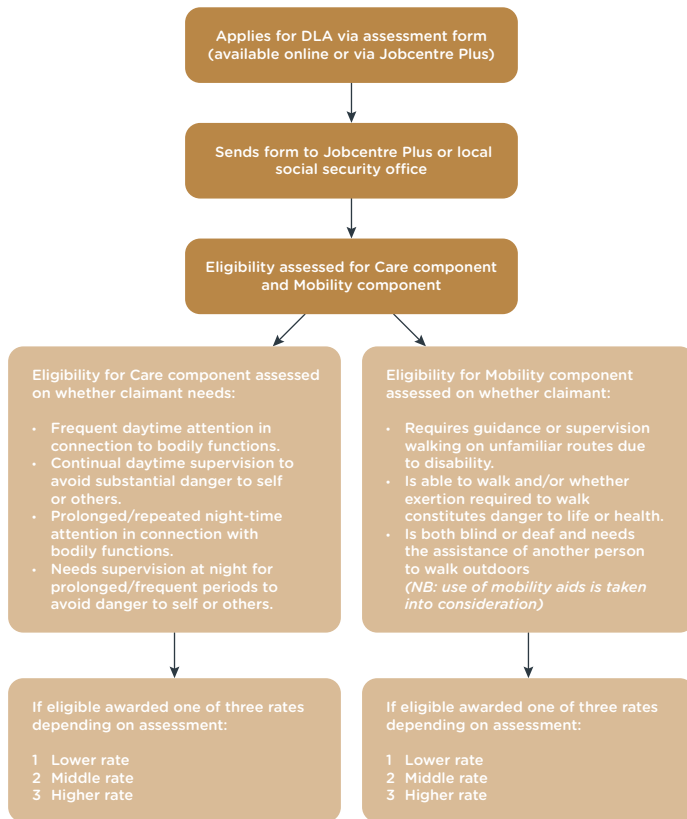 Applies for DLA via assessment form
(available online or via Jobcentre Plus)
Sends form to Jobcentre Plus or local
social security office
Eligibility assessed for Care component
and Mobility component
Eligibility for Care component assessed
on whether claimant needs:
• Frequent daytime attention in
connection to bodily functions.
• Continual daytime supervision to
avoid substantial danger to self
or others.
• Prolonged/repeated night-time
attention in connection with
bodily functions.
• Needs supervision at night for
prolonged/frequent periods to
avoid danger to self or others.
Eligibility for Mobility component
assessed on whether claimant:
• Requires guidance or supervision
walking on unfamiliar routes due
to disability.
• Is able to walk and/or whether
exertion required to walk
constitutes danger to life or health.
• Is both blind or deaf and needs
the assistance of another person
to walk outdoors
(NB: use of mobility aids is taken
into consideration)
If eligible awarded one of three rates
depending on assessment:
1 Lower rate
2 Middle rate
3 Higher rate
If eligible awarded one of three rates
depending on assessment:
1 Lower rate
2 Middle rate
3 Higher rate